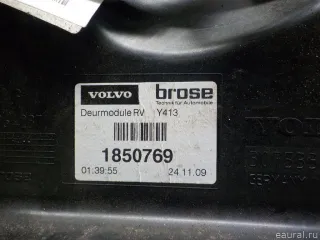 VOLVO
brose
Technik für Automobile
Deurmodule RV Y413
1850769
01:39:55 24.11.09
© eaural.ru